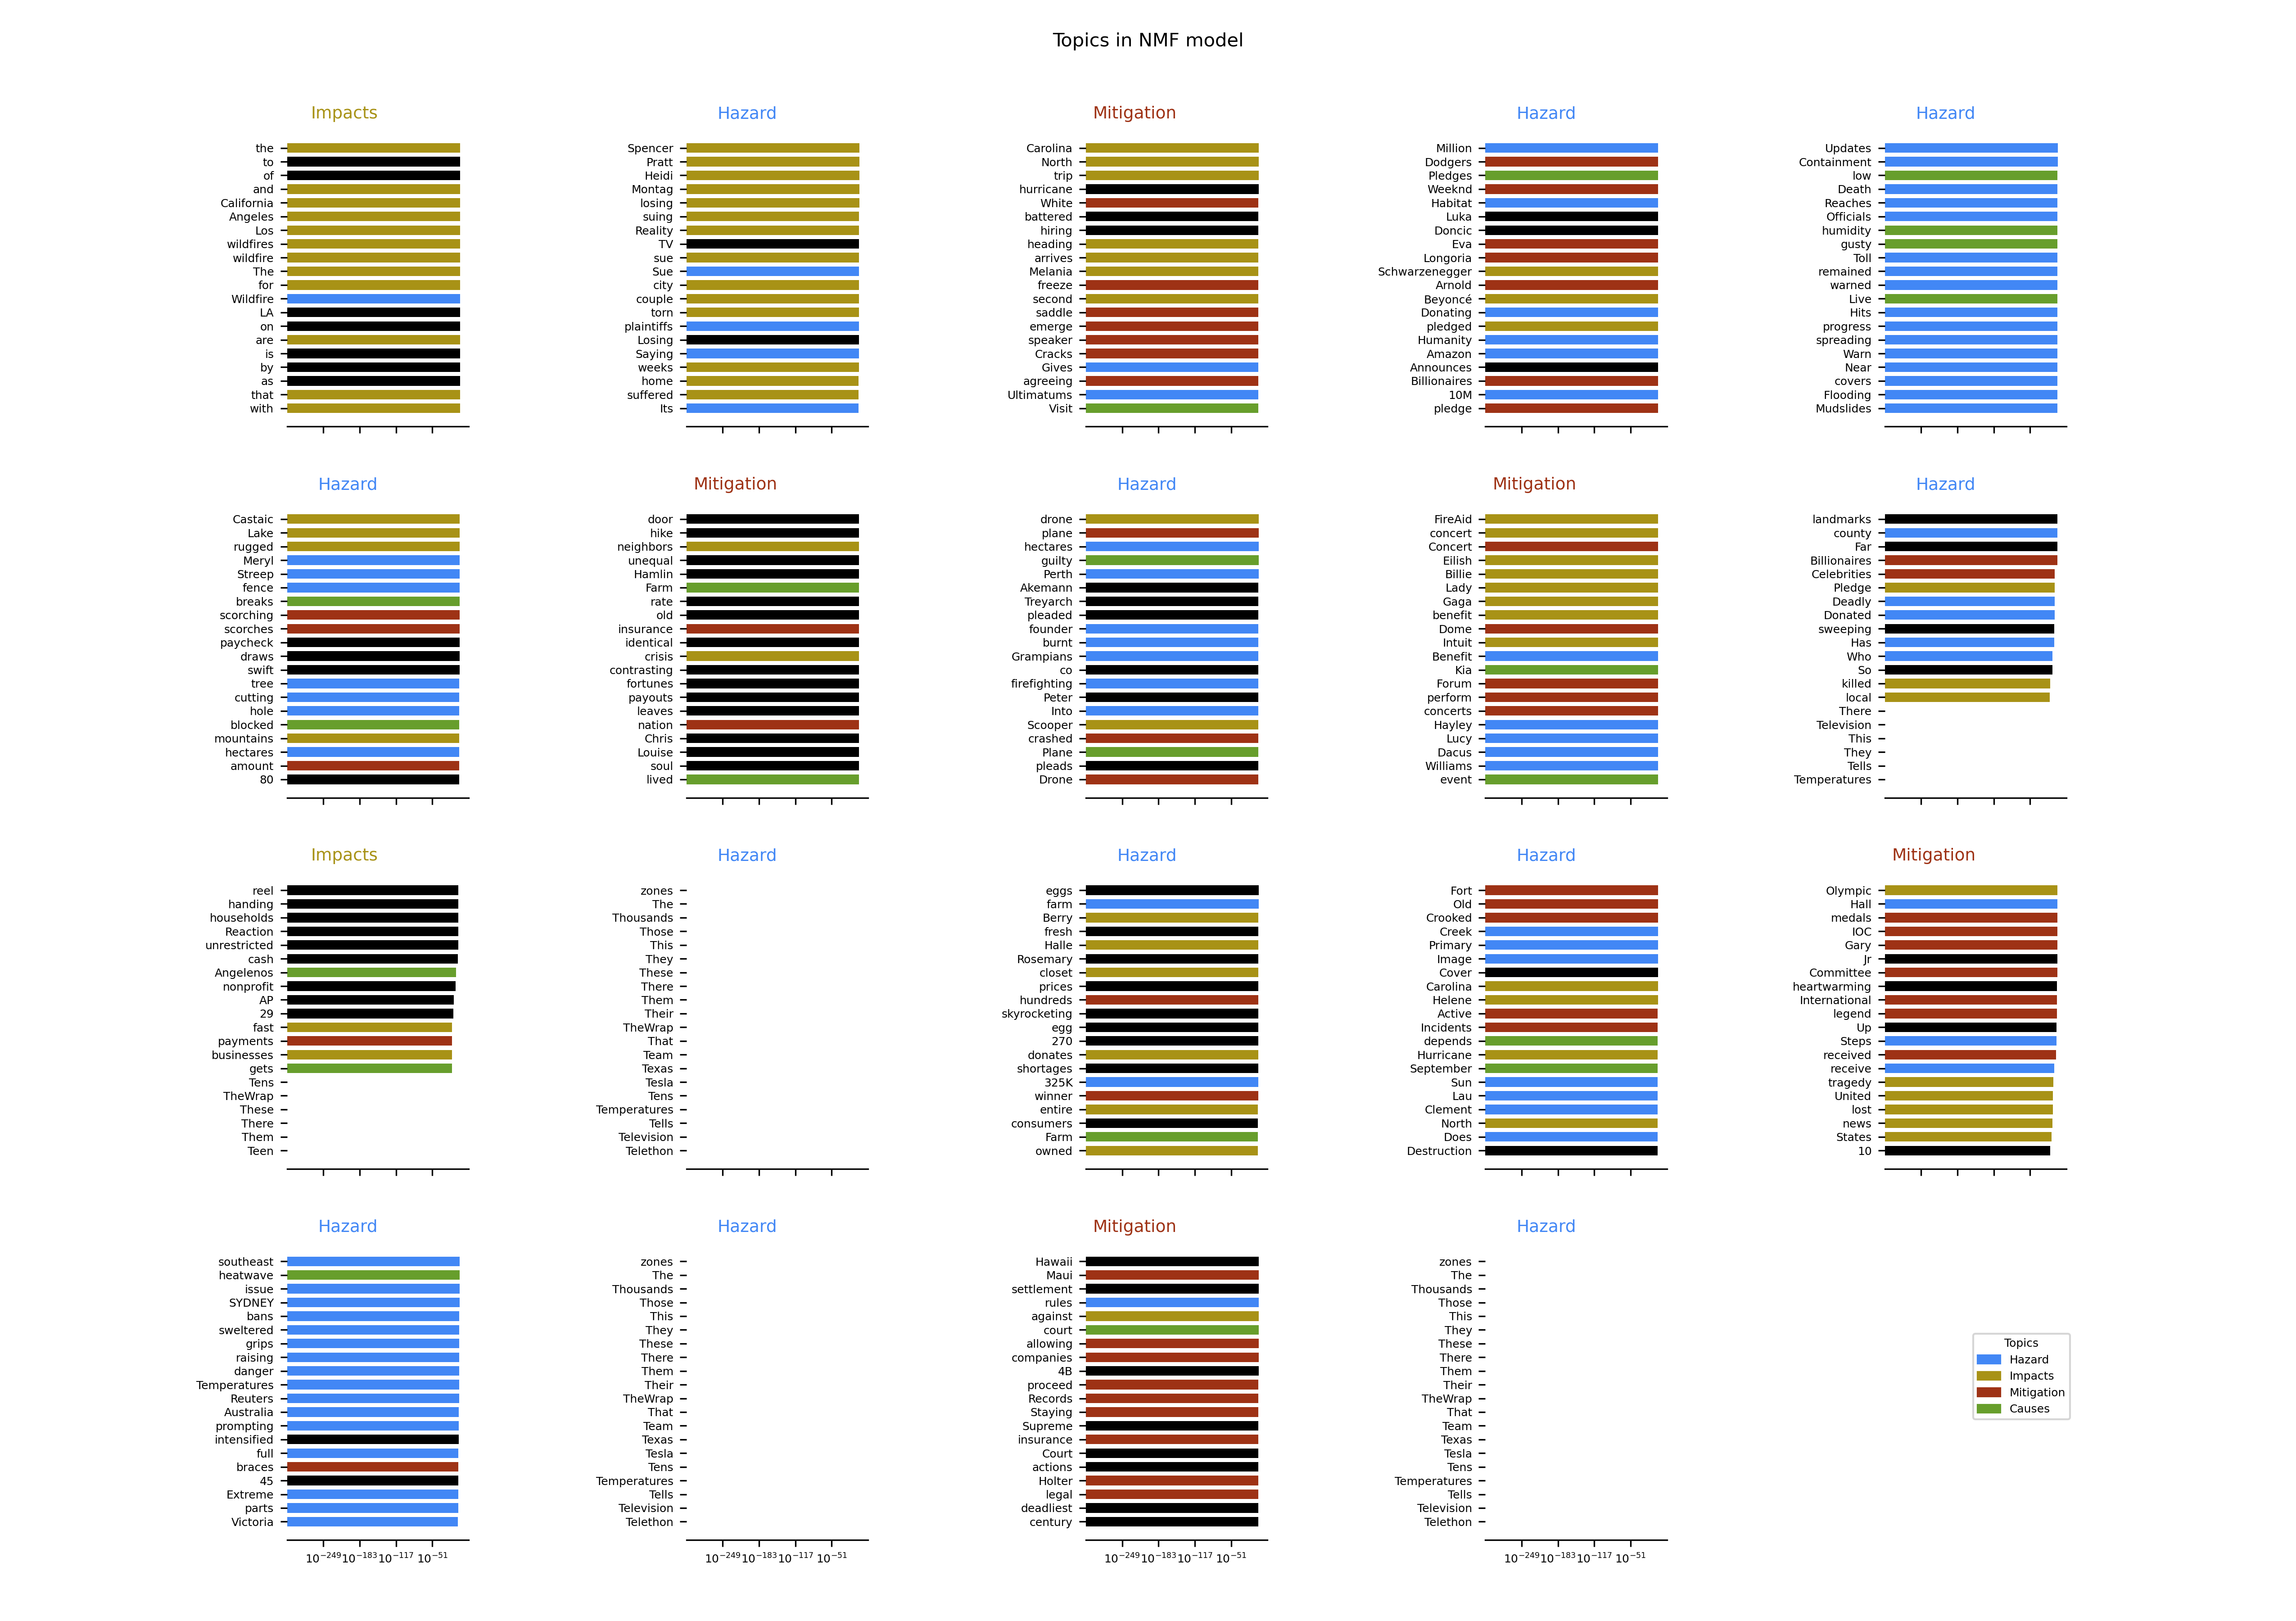 Topics in NMF model
Impacts
the
to
of
and
California
Angeles
Los
wildfires
wildfire
The
for
Wildfire
LA
on
are
is
by
as
that
with
Hazard
Spencer
Pratt
Heidi
Montag
losing
suing
Reality
TV
sue
Sue
city
couple
torn
plaintiffs
Losing
Saying
weeks
home
suffered
Its
Mitigation
Carolina
North
trip
hurricane
White
battered
hiring
heading
arrives
Melania
freeze
second
saddle
emerge
speaker
Cracks
Gives
agreeing
Ultimatums
Visit
Hazard
Million
Dodgers
Pledges
Weeknd
Habitat
Luka
Doncic
Eva
Longoria
Schwarzenegger
Arnold
Beyoncé
Donating
pledged
Humanity
Amazon
Announces
Billionaires
10M
pledge
Hazard
Updates
Containment
low
Death
Reaches
Officials
humidity
gusty
Toll
remained
warned
Live
Hits
progress
spreading
Warn
Near
covers
Flooding
Mudslides
Hazard
Castaic
Lake
rugged
Meryl
Streep
fence
breaks
scorching
scorches
paycheck
draws
swift
tree
cutting
hole
blocked
mountains
hectares
amount
80
Mitigation
door
hike
neighbors
unequal
Hamlin
Farm
rate
old
insurance
identical
crisis
contrasting
fortunes
payouts
leaves
nation
Chris
Louise
soul
lived
Hazard
drone
plane
hectares
guilty
Perth
Akemann
Treyarch
pleaded
founder
burnt
Grampians
co
firefighting
Peter
Into
Scooper
crashed
Plane
pleads
Drone
Mitigation
FireAid
concert
Concert
Eilish
Billie
Lady
Gaga
benefit
Dome
Intuit
Benefit
Kia
Forum
perform
concerts
Hayley
Lucy
Dacus
Williams
event
Hazard
landmarks
county
Far
Billionaires
Celebrities
Pledge
Deadly
Donated
sweeping
Has
Who
So
killed
local
There
Television
This
They
Tells
Temperatures
Impacts
reel
handing
households
Reaction
unrestricted
cash
Angelenos
nonprofit
AP
29
fast
payments
businesses
gets
Tens
TheWrap
These
There
Them
Teen
Hazard
zones
The
Thousands
Those
This
They
These
There
Them
Their
TheWrap
That
Team
Texas
Tesla
Tens
Temperatures
Tells
Television
Telethon
Hazard
eggs
farm
Berry
fresh
Halle
Rosemary
closet
prices
hundreds
skyrocketing
egg
270
donates
shortages
325K
winner
entire
consumers
Farm
owned
Hazard
Fort
Old
Crooked
Creek
Primary
Image
Cover
Carolina
Helene
Active
Incidents
depends
Hurricane
September
Sun
Lau
Clement
North
Does
Destruction
Mitigation
Olympic
Hall
medals
IOC
Gary
Jr
Committee
heartwarming
International
legend
Up
Steps
received
receive
tragedy
United
lost
news
States
10
Hazard
southeast
heatwave
issue
SYDNEY
bans
sweltered
grips
raising
danger
Temperatures
Reuters
Australia
prompting
intensified
full
braces
45
Extreme
parts
Victoria
10⁻²⁴⁹ 10⁻¹⁸³ 10⁻¹¹⁷ 10⁻⁵¹
Hazard
zones
The
Thousands
Those
This
They
These
There
Them
Their
TheWrap
That
Team
Texas
Tesla
Tens
Temperatures
Tells
Television
Telethon
10⁻²⁴⁹ 10⁻¹⁸³ 10⁻¹¹⁷ 10⁻⁵¹
Mitigation
Hawaii
Maui
settlement
rules
against
court
allowing
companies
4B
proceed
Records
Staying
Supreme
insurance
Court
actions
Holter
legal
deadliest
century
10⁻²⁴⁹ 10⁻¹⁸³ 10⁻¹¹⁷ 10⁻⁵¹
Hazard
zones
The
Thousands
Those
This
They
These
There
Them
Their
TheWrap
That
Team
Texas
Tesla
Tens
Temperatures
Tells
Television
Telethon
10⁻²⁴⁹ 10⁻¹⁸³ 10⁻¹¹⁷ 10⁻⁵¹
Topics
Hazard
Impacts
Mitigation
Causes